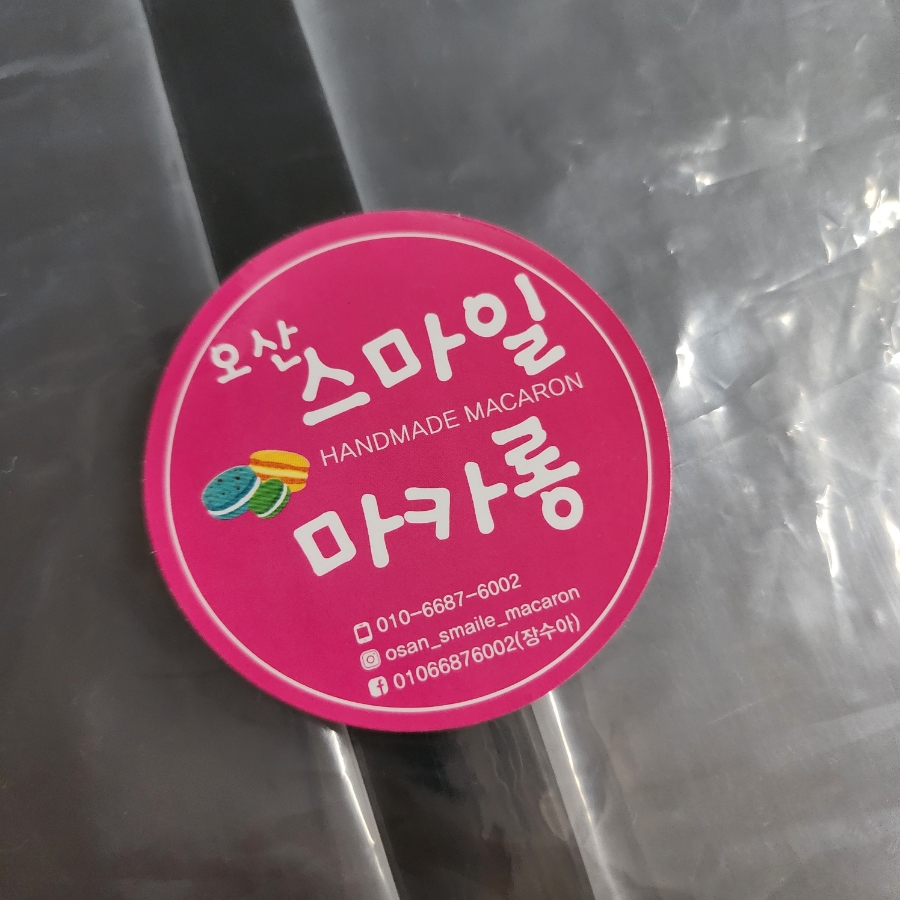 오산 스마일
HANDMADE MACARON
마카롱
010-6687-6002
osan_smaile_macaron
01066876002(장수아)